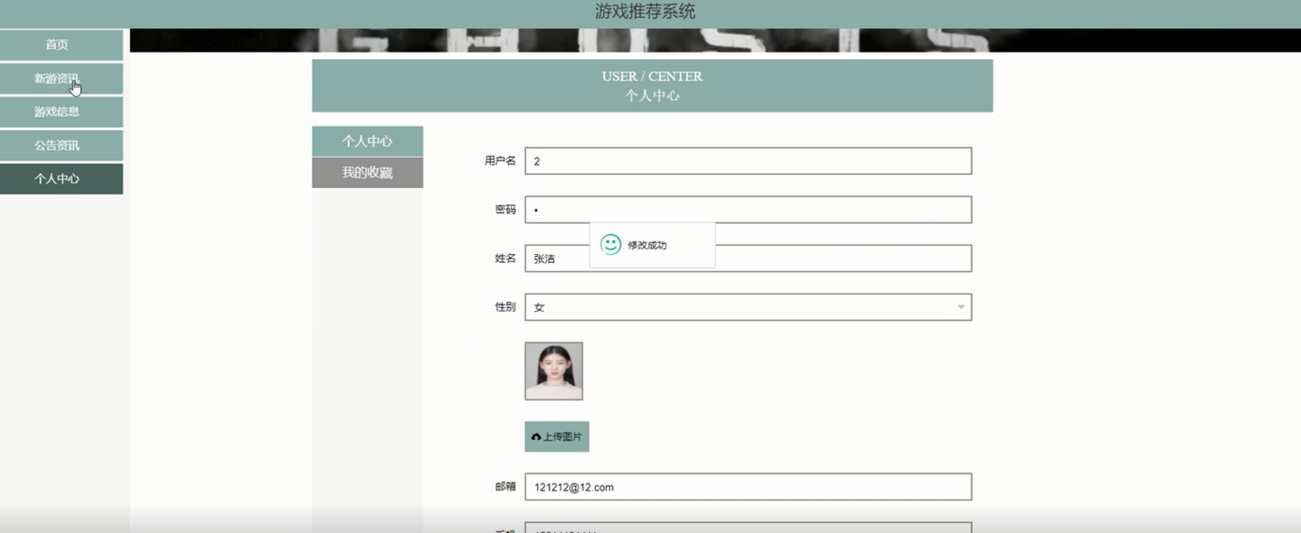 游戏推荐系统
首页
新游资讯
游戏信息
公告资讯
个人中心
GHOSTS
USER / CENTER
个人中心
个人中心
我的收藏
用户名
2
密码
•
修改成功
姓名
张洁
性别
女
上传图片
邮箱
121212@12.com